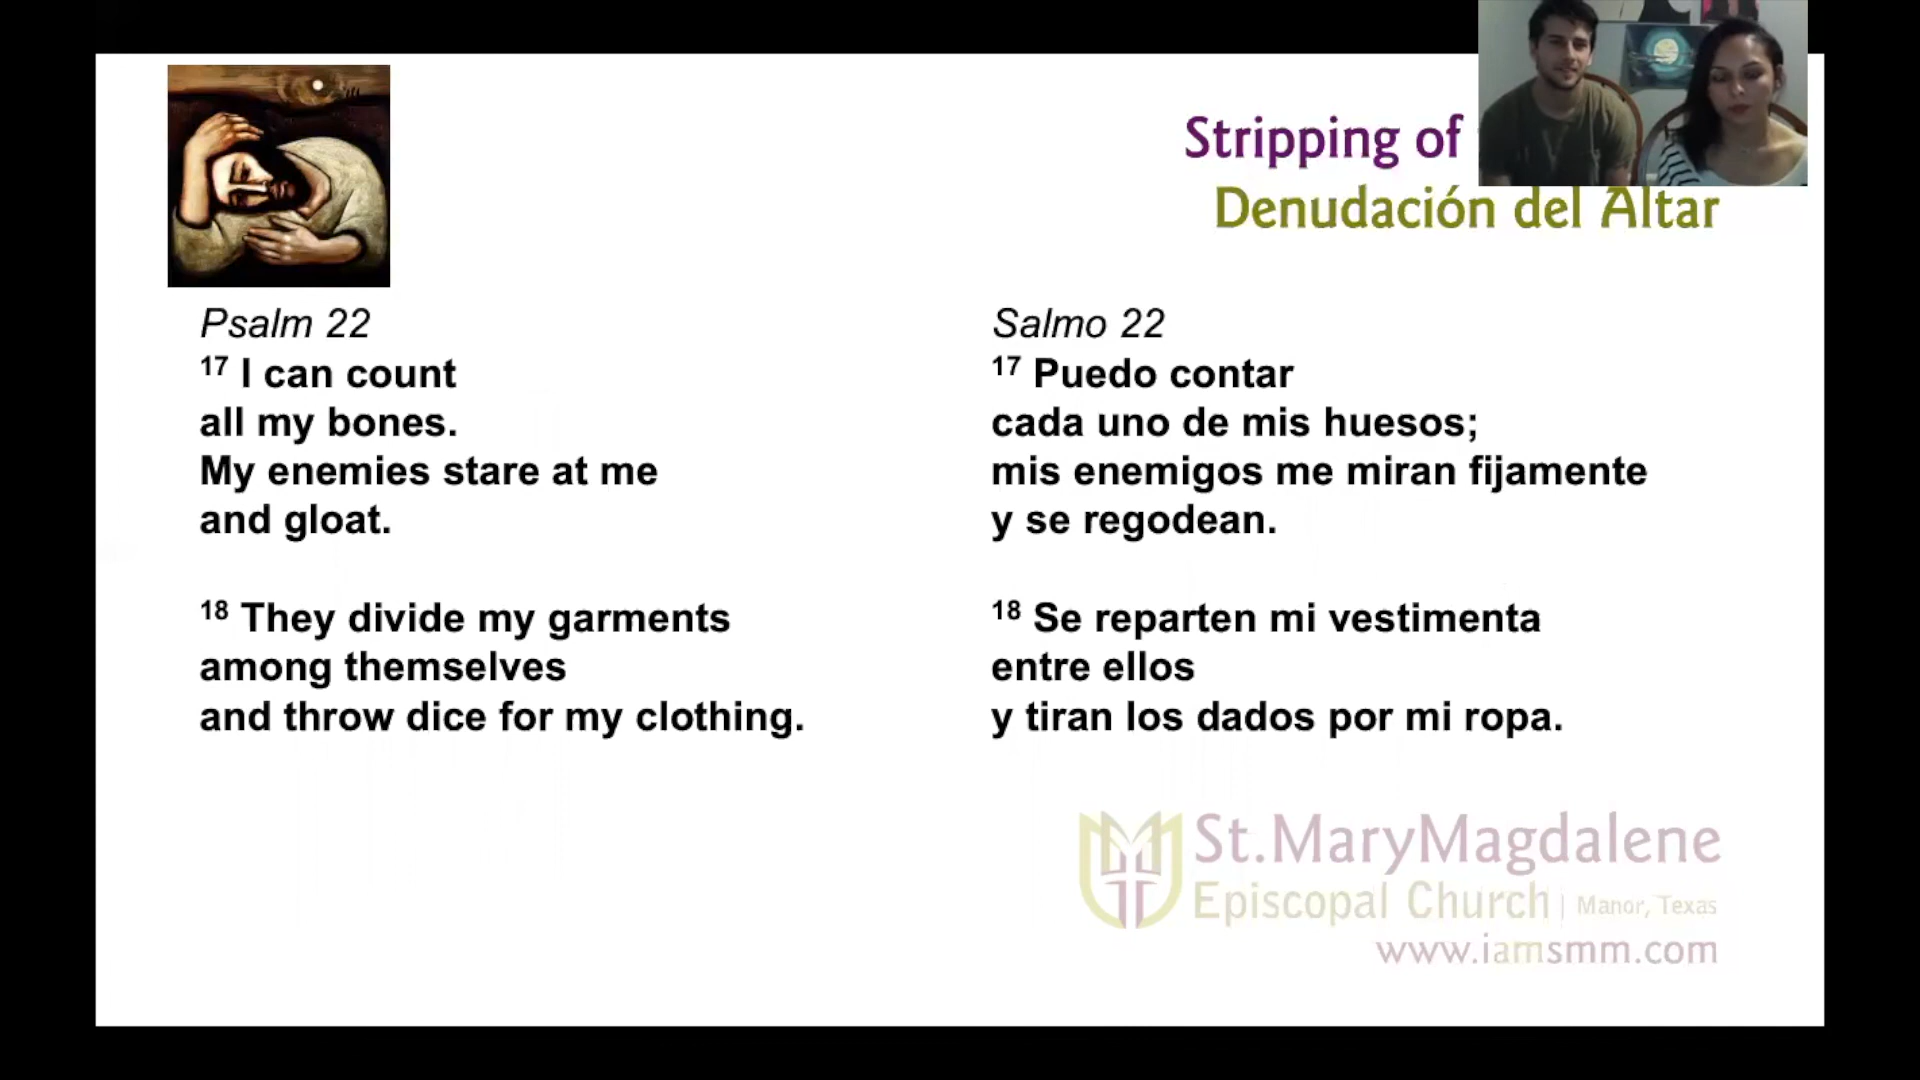 Stripping of
Denudación del Altar
Psalm 22
17 I can count
all my bones.
My enemies stare at me
and gloat.
18 They divide my garments
among themselves
and throw dice for my clothing.
Salmo 22
17 Puedo contar
cada uno de mis huesos;
mis enemigos me miran fijamente
y se regodean.
18 Se reparten mi vestimenta
entre ellos
y tiran los dados por mi ropa.
St.MaryMagdalene
Episcopal Church | Manor, Texas
www.iamsmm.com